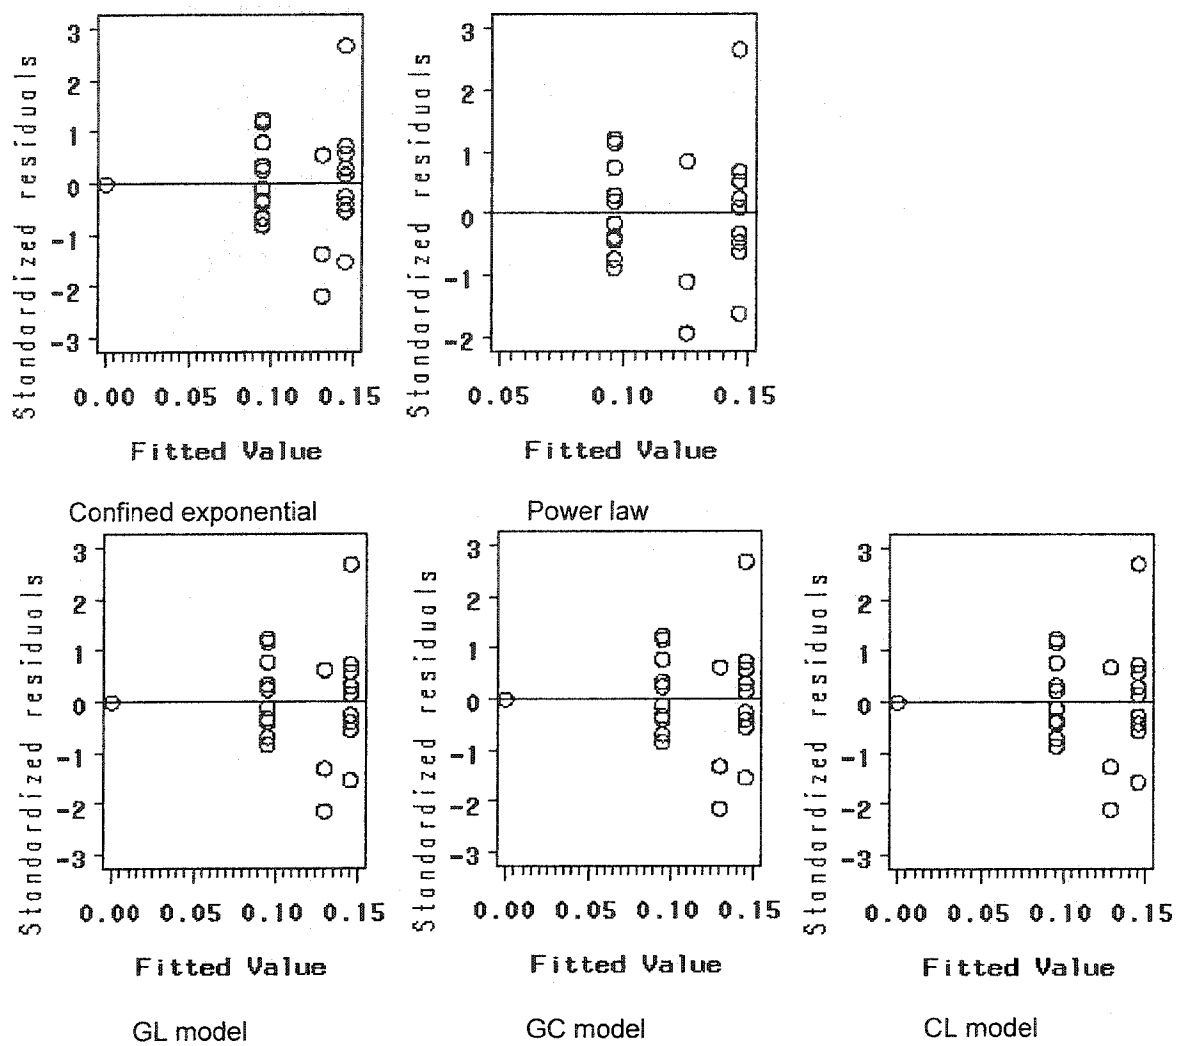 3
2
1
0
-1
-2
-3
Standardized residuals
0.00 0.05 0.10 0.15
Fitted Value
Confined exponential
3
2
1
0
-1
-2
Standardized residuals
0.05 0.10 0.15
Fitted Value
Power law
3
2
1
0
-1
-2
-3
Standardized residuals
0.00 0.05 0.10 0.15
Fitted Value
GL model
3
2
1
0
-1
-2
-3
Standardized residuals
0.00 0.05 0.10 0.15
Fitted Value
GC model
3
2
1
0
-1
-2
-3
Standardized residuals
0.00 0.05 0.10 0.15
Fitted Value
CL model